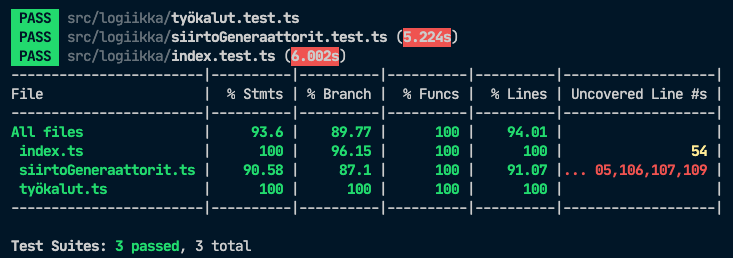 PASS src/logiikka/työkalut.test.ts
PASS src/logiikka/siirtoGeneraattorit.test.ts (5.224s)
PASS src/logiikka/index.test.ts (6.002s)
-----------------------|---------|----------|---------|---------|-------------------|
File | % Stmts | % Branch | % Funcs | % Lines | Uncovered Line #s |
-----------------------|---------|----------|---------|---------|-------------------|
All files | 93.6 | 89.77 | 100 | 94.01 | |
index.ts | 100 | 96.15 | 100 | 100 | 54 |
siirtoGeneraattorit.ts | 90.58 | 87.1 | 100 | 91.07 |... 05,106,107,109 |
työkalut.ts | 100 | 100 | 100 | 100 | |
-----------------------|---------|----------|---------|---------|-------------------|
Test Suites: 3 passed, 3 total